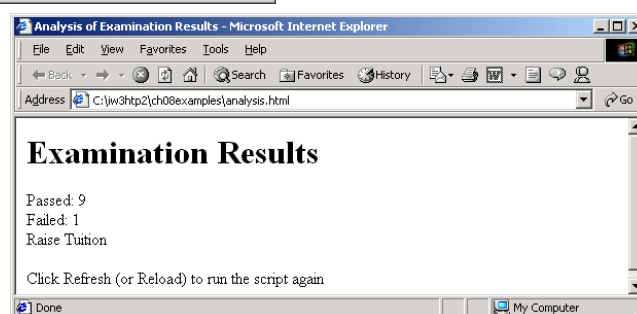 Analysis of Examination Results - Microsoft Internet Explorer
File Edit View Favorites Tools Help
Back Search Favorites History
Address C:\iw3htp2\ch08examples\analysis.html Go
Examination Results
Passed: 9
Failed: 1
Raise Tuition
Click Refresh (or Reload) to run the script again
Done My Computer